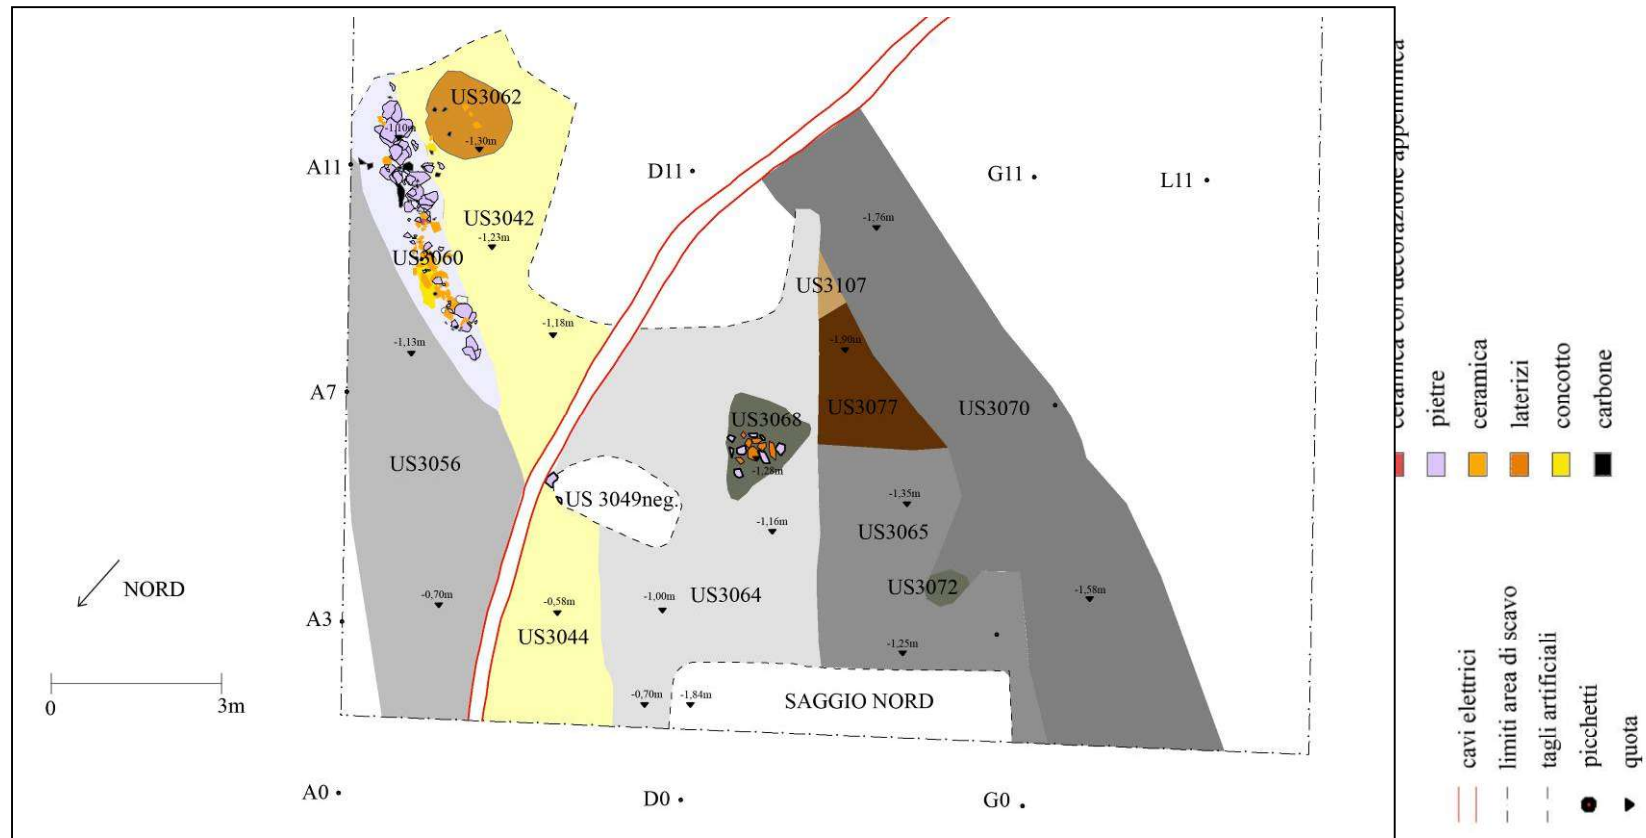 US3062
-1,10m
-1,30m
A11
D11
G11
L11
US3042
-1,23m
-1,76m
US3060
US3107
-1,18m
-1,13m
-1,90m
A7
US3068
US3077
US3070
US3056
-1,28m
US 3049neg.
-1,16m
-1,35m
US3065
NORD
US3072
-0,70m
-0,58m
-1,00m
US3064
-1,58m
A3
US3044
-1,25m
0
3m
-0,70m
-1,84m
SAGGIO NORD
A0
D0
G0
ceramica con decorazione appenninica
pietre
ceramica
laterizi
concotto
carbone
cavi elettrici
limiti area di scavo
tagli artificiali
picchetti
quota